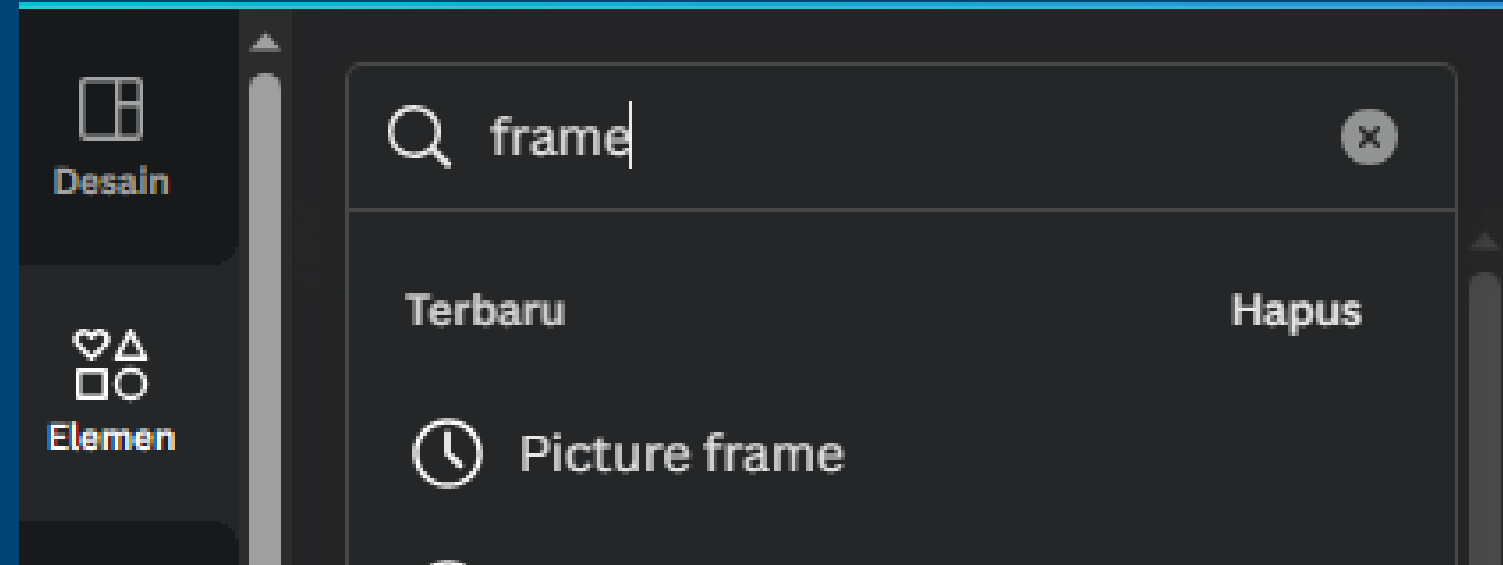 Desain
Elemen
frame
Terbaru
Hapus
Picture frame